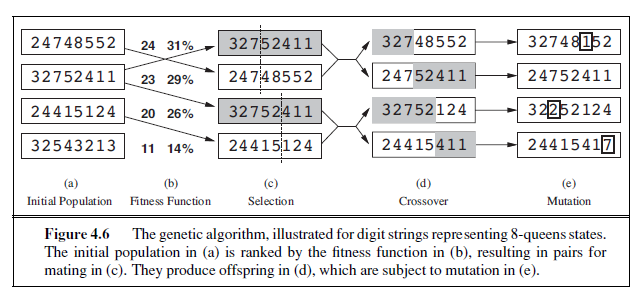 24748552 24 31% 32752411 32748552 32748152
32752411 23 29% 24748552 24752411 24752411
24415124 20 26% 32752411 32752124 32252124
32543213 11 14% 24415124 24415411 24415417
(a) (b) (c) (d) (e)
Initial Population Fitness Function Selection Crossover Mutation
Figure 4.6 The genetic algorithm, illustrated for digit strings representing 8-queens states.
The initial population in (a) is ranked by the fitness function in (b), resulting in pairs for
mating in (c). They produce offspring in (d), which are subject to mutation in (e).